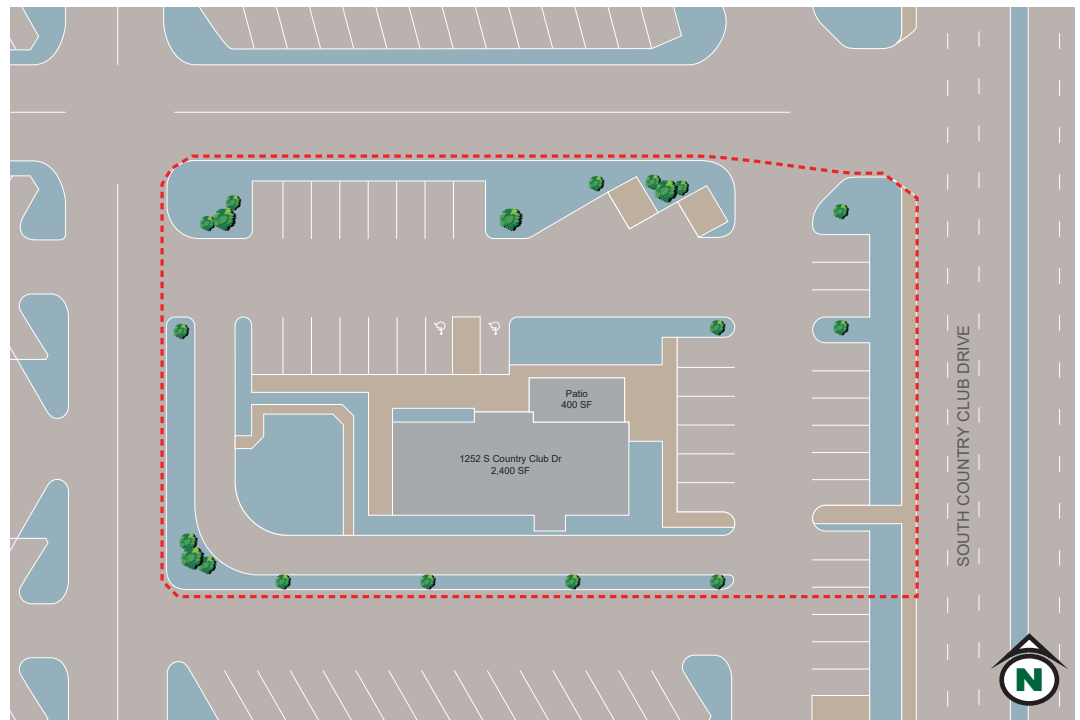 Patio
400 SF
1252 S Country Club Dr
2,400 SF
SOUTH COUNTRY CLUB DRIVE
N